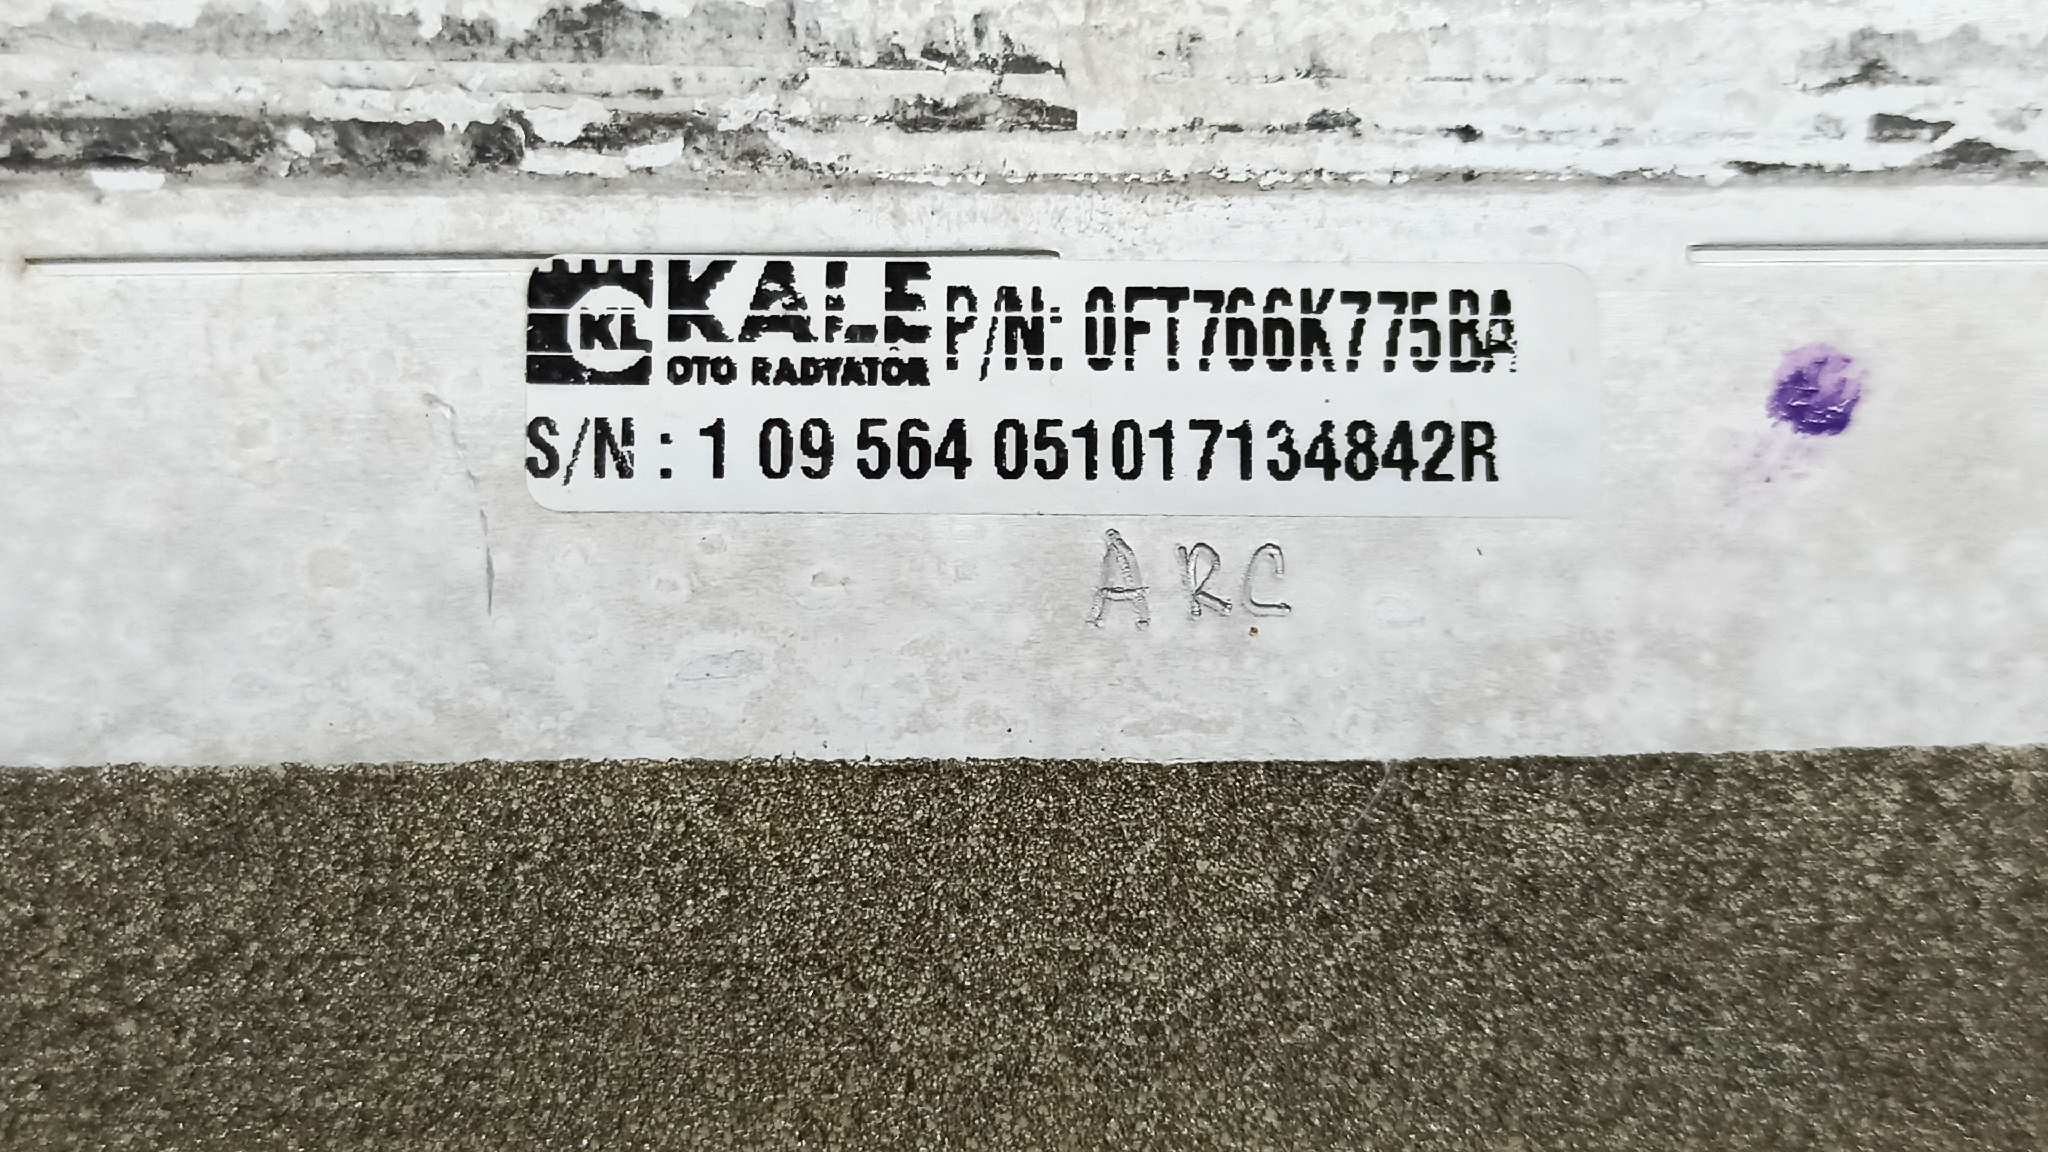 KL KALE P/N: 0FT766K775BA
OTO RADYATÖR
S/N : 1 09 564 051017134842R
ARC